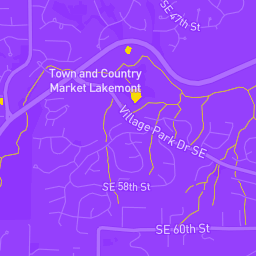 SE 47th St
Town and Country
Market Lakemont
Village Park Dr SE
SE 58th St
SE 60th St